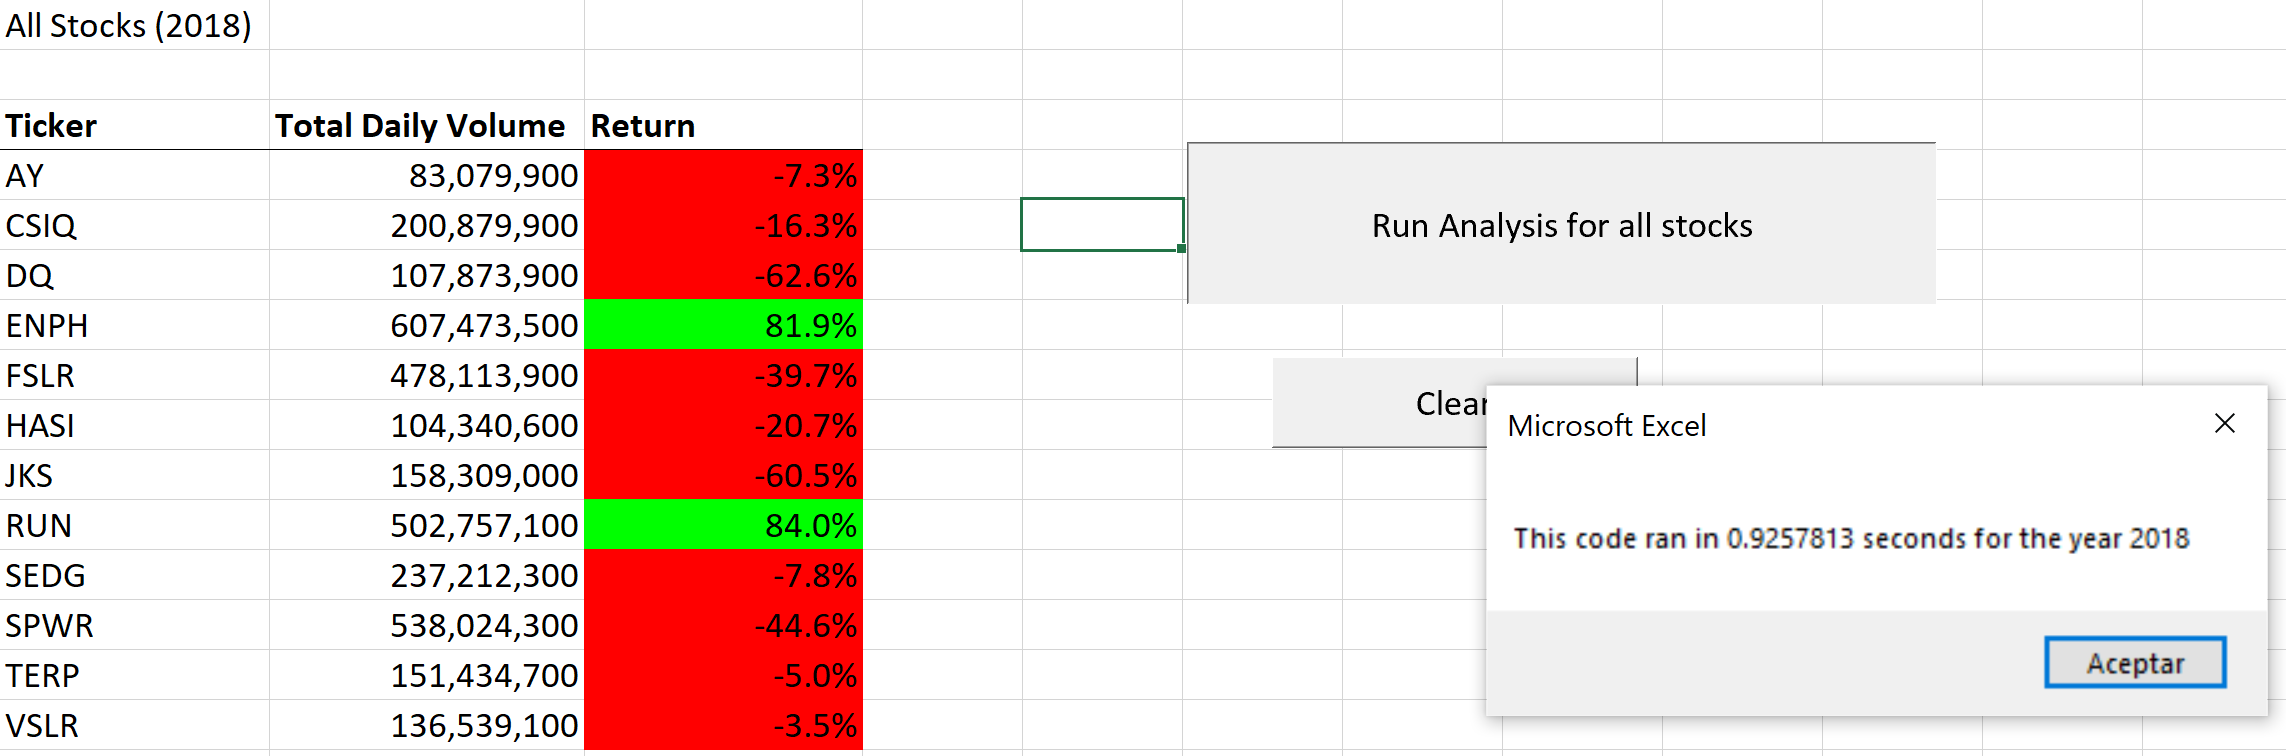 All Stocks (2018)
Ticker Total Daily Volume Return
AY 83,079,900 -7.3%
CSIQ 200,879,900 -16.3%
DQ 107,873,900 -62.6%
ENPH 607,473,500 81.9%
FSLR 478,113,900 -39.7%
HASI 104,340,600 -20.7%
JKS 158,309,000 -60.5%
RUN 502,757,100 84.0%
SEDG 237,212,300 -7.8%
SPWR 538,024,300 -44.6%
TERP 151,434,700 -5.0%
VSLR 136,539,100 -3.5%
Run Analysis for all stocks
Clear
Microsoft Excel
This code ran in 0.9257813 seconds for the year 2018
Aceptar